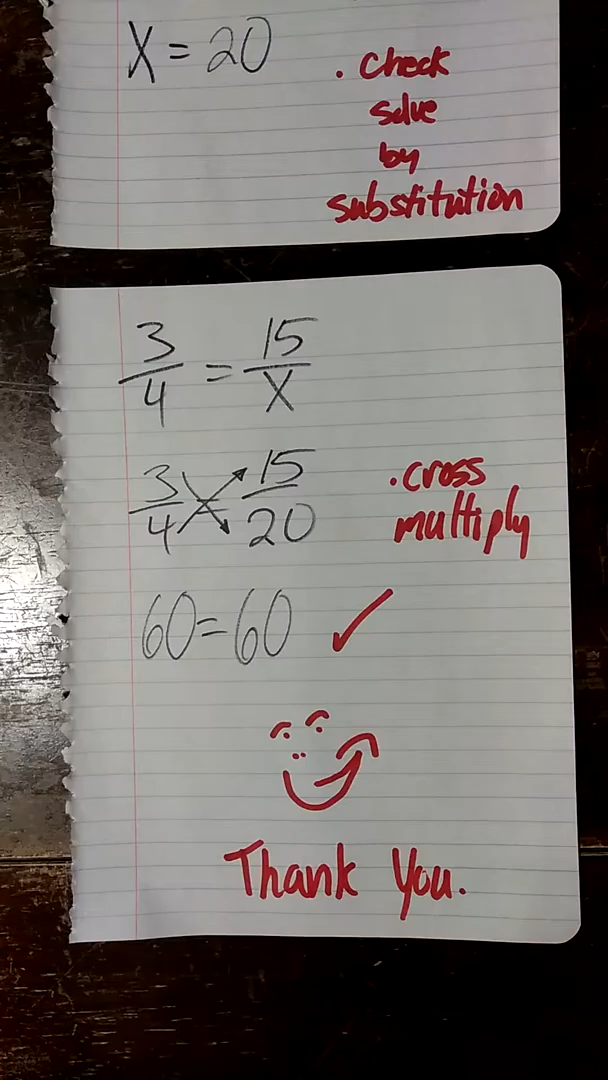 X = 20
. check
solve
by
substitution
3/4 = 15/X
3/4 15/20
. cross
multiply
60 = 60 ✓
Thank You.